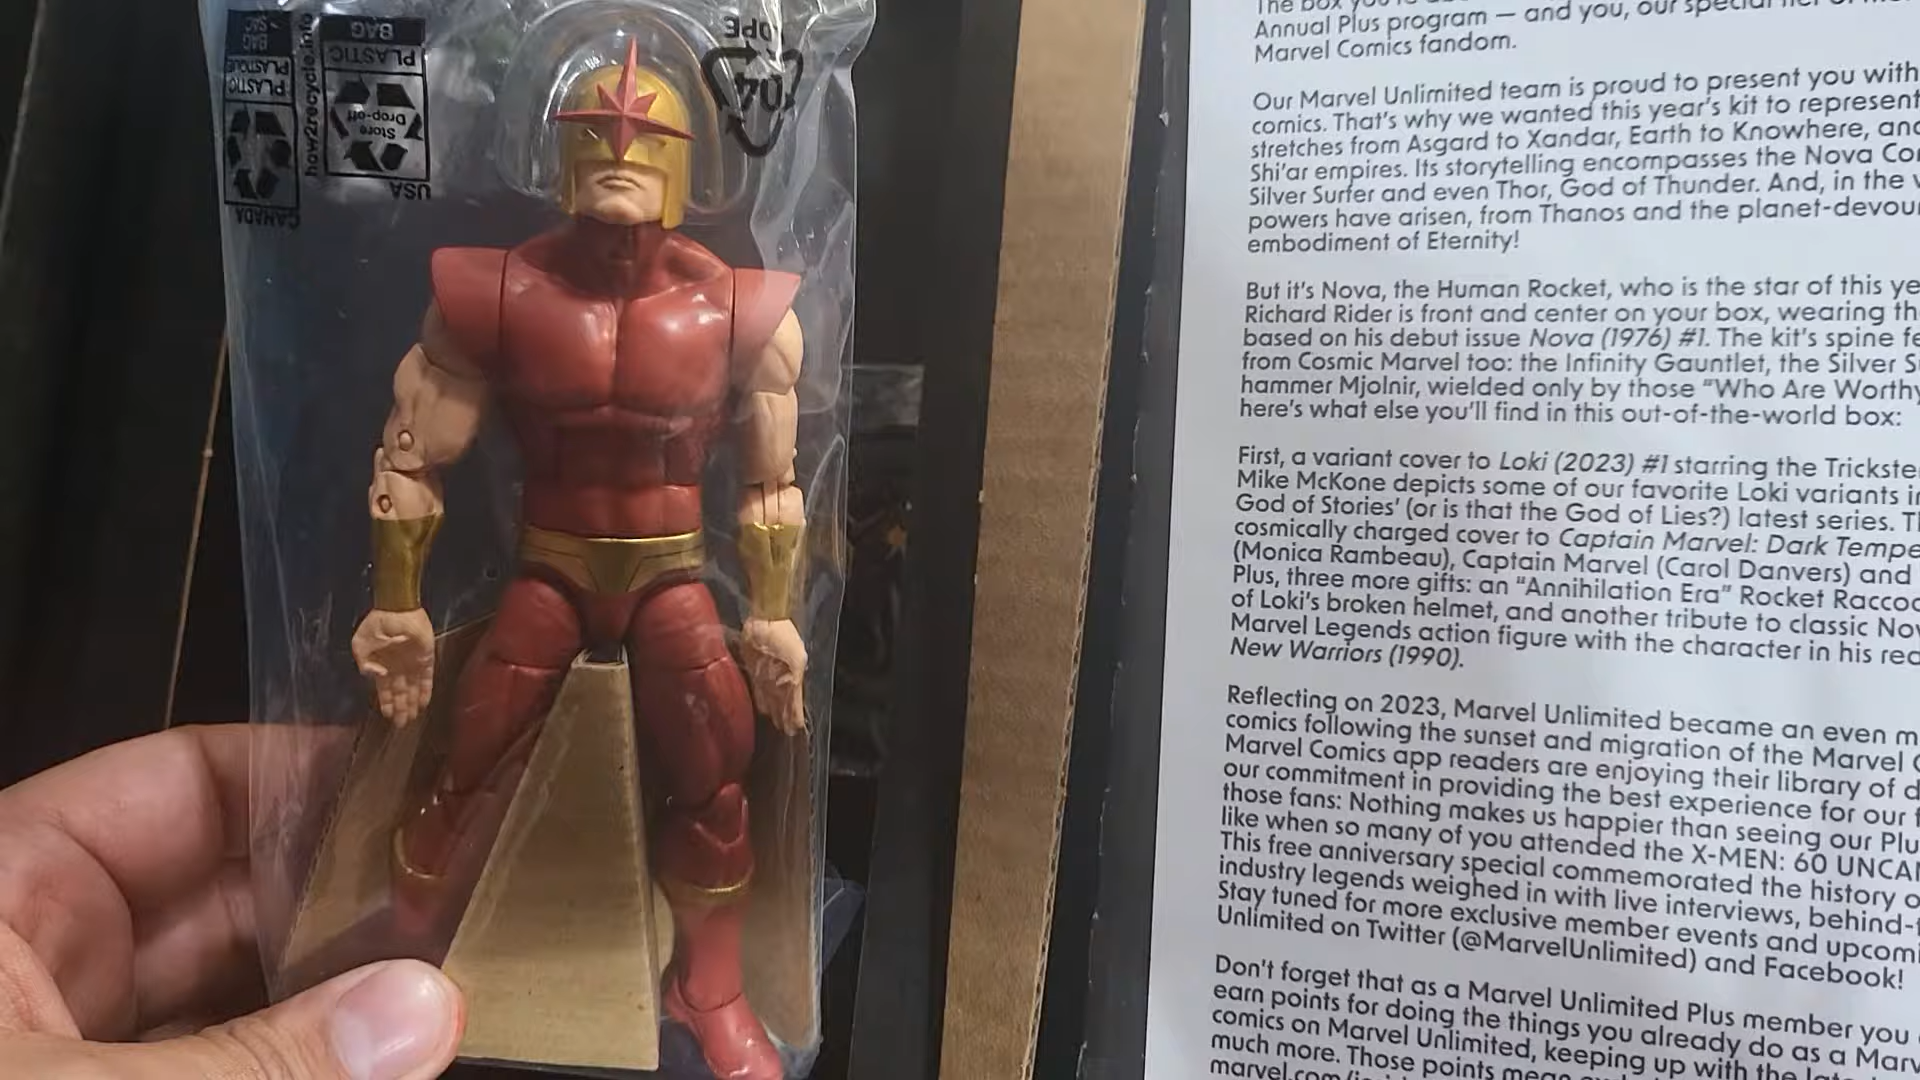 BAG
SAC
PLASTIC
PLASTIQUE
CANADA
how2recycle.info
BAG
PLASTIC
Store
Drop-off
USA
LDPE
04
The box you're
Annual Plus program — and you, our special
Marvel Comics fandom.
Our Marvel Unlimited team is proud to present you with
comics. That's why we wanted this year's kit to represent
stretches from Asgard to Xandar, Earth to Knowhere, and
Shi'ar empires. Its storytelling encompasses the Nova
Silver Surfer and even Thor, God of Thunder. And, in the
powers have arisen, from Thanos and the
embodiment of Eternity!
But it's Nova, the Human Rocket, who is the star of this
Richard Rider is front and center on your box, wearing
based on his debut issue Nova (1976) #1. The kit's spine
from Cosmic Marvel too: the Infinity Gauntlet, the Silver
hammer Mjolnir, wielded only by those “Who Are Worthy
here's what else you'll find in this out-of-the-world box:
First, a variant cover to Loki (2023) #1 starring the
Mike McKone depicts some of our favorite Loki variants
God of Stories' (or is that the God of Lies?) latest series.
cosmically charged cover to Captain Marvel: Dark
(Monica Rambeau), Captain Marvel (Carol Danvers) and
Plus, three more gifts: an “Annihilation Era” Rocket
of Loki's broken helmet, and another tribute to classic
Marvel Legends action figure with the character in his
New Warriors (1990).
Reflecting on 2023, Marvel Unlimited became an even
comics following the sunset and migration of the Marvel
Marvel Comics app readers are enjoying their library of
our commitment in providing the best experience for our
those fans: Nothing makes us happier than seeing our
like when so many of you attended the X-MEN: 60
This free anniversary special commemorated the history
industry legends weighed in with live interviews,
Stay tuned for more exclusive member events and
Unlimited on Twitter (@MarvelUnlimited) and Facebook!
Don't forget that as a Marvel Unlimited Plus member you
earn points for doing the things you already do as a
comics on Marvel Unlimited, keeping up with the
much more. Those points